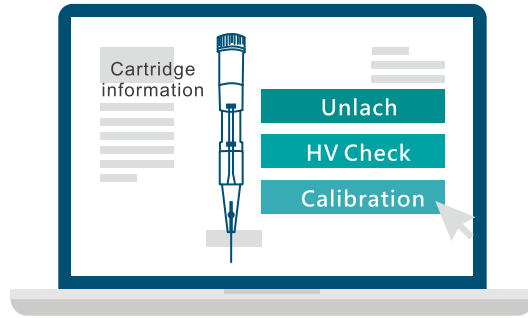 Cartridge
information
Unlach
HV Check
Calibration